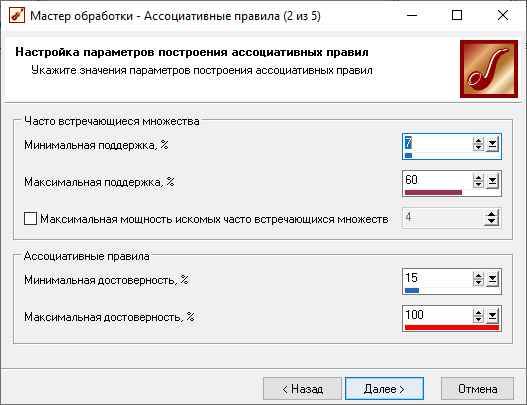 Мастер обработки - Ассоциативные правила (2 из 5)
Настройка параметров построения ассоциативных правил
Укажите значения параметров построения ассоциативных правил
Часто встречающиеся множества
Минимальная поддержка, % 7
Максимальная поддержка, % 60
Максимальная мощность искомых часто встречающихся множеств 4
Ассоциативные правила
Минимальная достоверность, % 15
Максимальная достоверность, % 100
< Назад Далее > Отмена